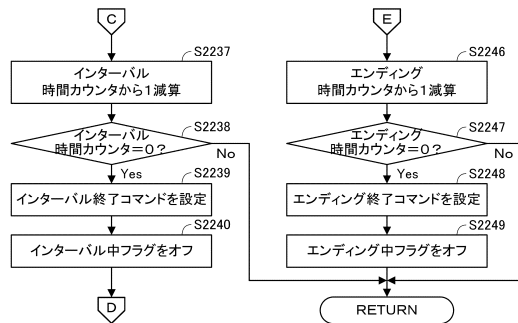 C
S2237
インターバル
時間カウンタから1減算
S2238
インターバル
時間カウンタ=0?
No
Yes
S2239
インターバル終了コマンドを設定
S2240
インターバル中フラグをオフ
D
E
S2246
エンディング
時間カウンタから1減算
S2247
エンディング
時間カウンタ=0?
No
Yes
S2248
エンディング終了コマンドを設定
S2249
エンディング中フラグをオフ
RETURN